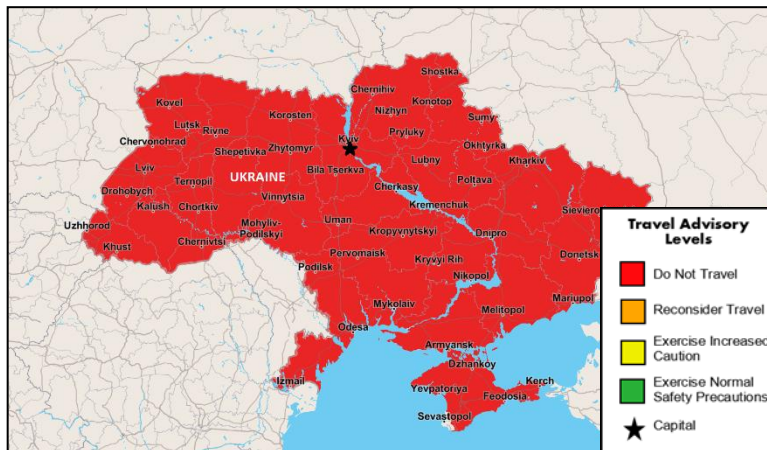 Shostka
Chernihiv
Konotop
Kovel
Nizhyn
Korosten
Sumy
Lutsk
Rivne
Kyiv
Pryluky
Chervonohrad
Okhtyrka
Shepetivka
Zhytomyr
Lubny
Kharkiv
Lviv
Bila Tserkva
Ternopil
UKRAINE
Poltava
Drohobych
Cherkasy
Vinnytsia
Kalush
Chortkiv
Kremenchuk
Uman
Uzhhorod
Mohyliv-
Podilskyi
Kropyvnytskyi
Dnipro
Khust
Chernivtsi
Pervomaisk
Donetsk
Podilsk
Kryvyi Rih
Nikopol
Mariupol
Mykolaiv
Melitopol
Odesa
Armyansk
Dzhankoy
Izmail
Yevpatoriya
Kerch
Feodosia
Sevastopol
Travel Advisory
Levels
Do Not Travel
Reconsider Travel
Exercise Increased
Caution
Exercise Normal
Safety Precautions
Capital